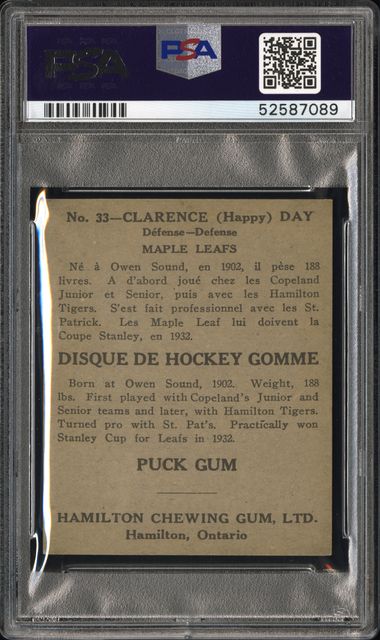 PSA
PSA
52587089
No. 33—CLARENCE (Happy) DAY
Défense—Defense
MAPLE LEAFS
Né à Owen Sound, en 1902, il pèse 188
livres. A d'abord joué chez les Copeland
Junior et Senior, puis avec les Hamilton
Tigers. S'est fait professionnel avec les St.
Patrick. Les Maple Leaf lui doivent la
Coupe Stanley, en 1932.
DISQUE DE HOCKEY GOMME
Born at Owen Sound, 1902. Weight, 188
lbs. First played with Copeland's Junior and
Senior teams and later, with Hamilton Tigers.
Turned pro with St. Pat's. Practically won
Stanley Cup for Leafs in 1932.
PUCK GUM
HAMILTON CHEWING GUM, LTD.
Hamilton, Ontario